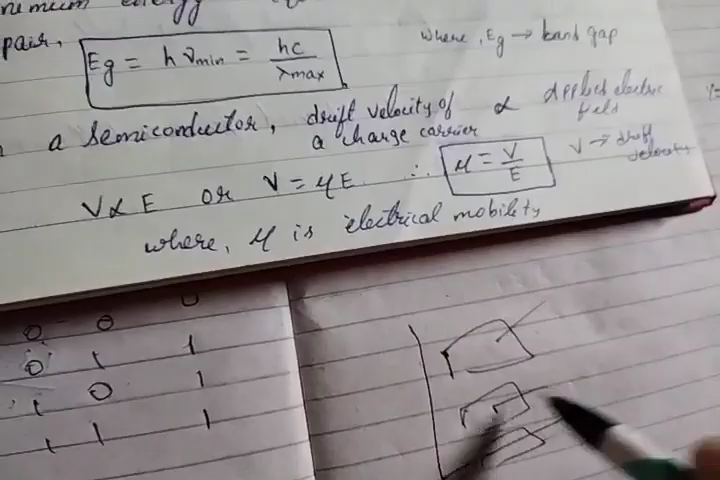 energy
pair,
Eg = hνmin = hc/λmax
where, Eg → band gap
a semiconductor, drift velocity of a charge carrier ∝ applied electric field
V ∝ E or V = μE ∴ μ = V/E V → drift velocity
where, μ is electrical mobility
0 0 0
0 1 1
1 0 1
1 1 1